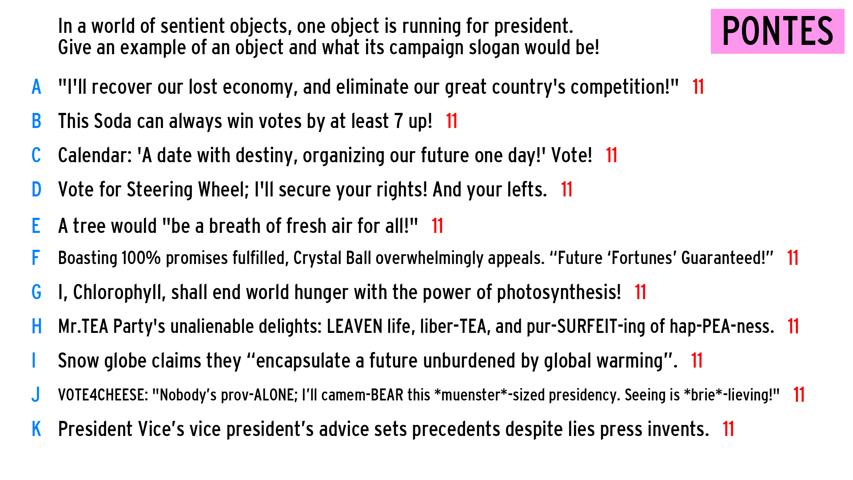 In a world of sentient objects, one object is running for president.
Give an example of an object and what its campaign slogan would be!
PONTES
A "I'll recover our lost economy, and eliminate our great country's competition!" 11
B This Soda can always win votes by at least 7 up! 11
C Calendar: 'A date with destiny, organizing our future one day!' Vote! 11
D Vote for Steering Wheel; I'll secure your rights! And your lefts. 11
E A tree would "be a breath of fresh air for all!" 11
F Boasting 100% promises fulfilled, Crystal Ball overwhelmingly appeals. “Future ‘Fortunes’ Guaranteed!” 11
G I, Chlorophyll, shall end world hunger with the power of photosynthesis! 11
H Mr.TEA Party's unalienable delights: LEAVEN life, liber-TEA, and pur-SURFEIT-ing of hap-PEA-ness. 11
I Snow globe claims they “encapsulate a future unburdened by global warming”. 11
J VOTE4CHEESE: "Nobody’s prov-ALONE; I’ll camem-BEAR this *muenster*-sized presidency. Seeing is *brie*-lieving!" 11
K President Vice’s vice president’s advice sets precedents despite lies press invents. 11